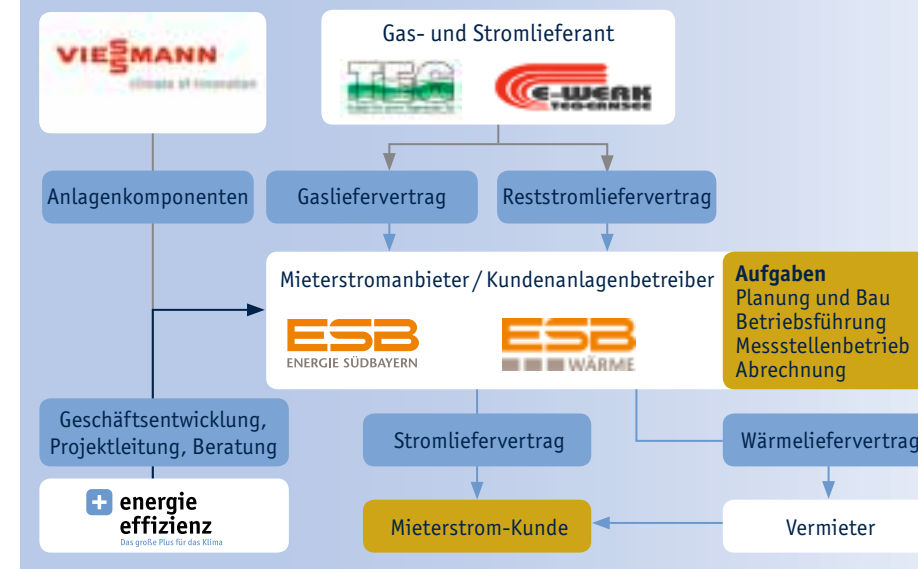 VIESSMANN
climate of innovation
Gas- und Stromlieferant
TEG
E-WERK
TEGERNSEE
Anlagenkomponenten
Gasliefervertrag
Reststromliefervertrag
Mieterstromanbieter / Kundenanlagenbetreiber
ESB
ENERGIE SÜDBAYERN
ESB
WÄRME
Aufgaben
Planung und Bau
Betriebsführung
Messstellenbetrieb
Abrechnung
Geschäftsentwicklung,
Projektleitung, Beratung
Stromliefervertrag
Wärmeliefervertrag
energie
effizienz
Das große Plus für das Klima
Mieterstrom-Kunde
Vermieter